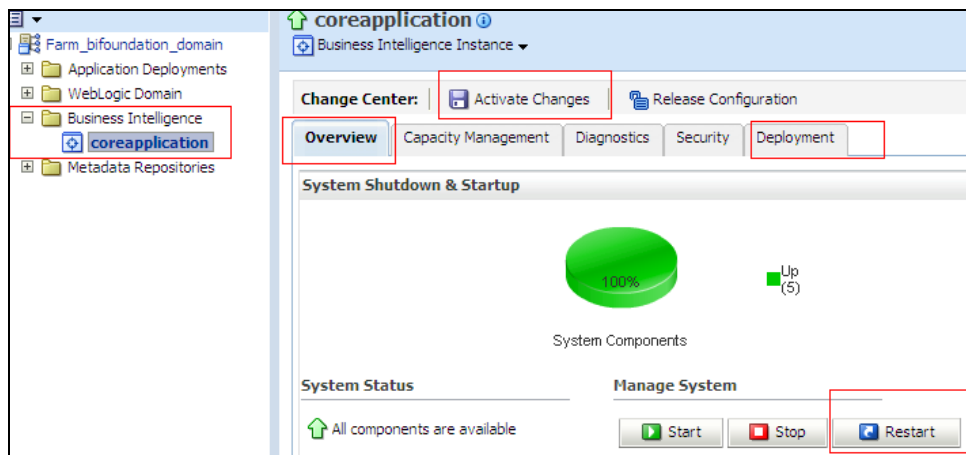 Farm_bifoundation_domain
Application Deployments
WebLogic Domain
Business Intelligence
coreapplication
Metadata Repositories
coreapplication
Business Intelligence Instance
Change Center: Activate Changes Release Configuration
Overview Capacity Management Diagnostics Security Deployment
System Shutdown & Startup
100%
Up
(5)
System Components
System Status Manage System
All components are available Start Stop Restart